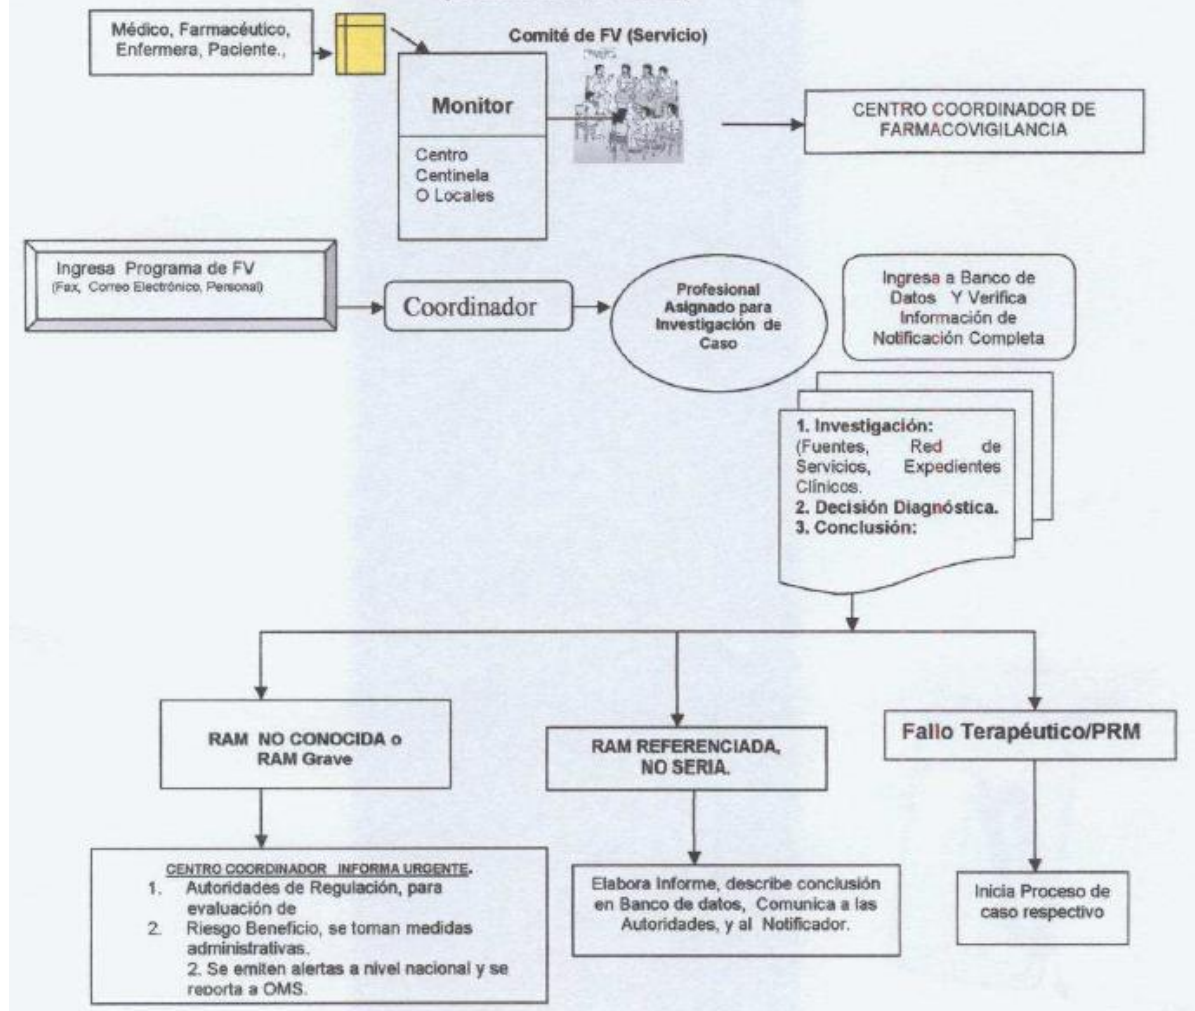 Médico, Farmacéutico,
Enfermera, Paciente.,
Comité de FV (Servicio)
Monitor
Centro
Centinela
O Locales
CENTRO COORDINADOR DE
FARMACOVIGILANCIA
Ingresa Programa de FV
(Fax, Correo Electrónico, Personal)
Coordinador
Profesional
Asignado para
Investigación de
Caso
Ingresa a Banco de
Datos Y Verifica
Información de
Notificación Completa
1. Investigación:
(Fuentes, Red de
Servicios, Expedientes
Clínicos.
2. Decisión Diagnóstica.
3. Conclusión:
RAM NO CONOCIDA o
RAM Grave
RAM REFERENCIADA,
NO SERIA.
Fallo Terapéutico/PRM
CENTRO COORDINADOR INFORMA URGENTE.
1. Autoridades de Regulación, para
evaluación de
2. Riesgo Beneficio, se toman medidas
administrativas.
2. Se emiten alertas a nivel nacional y se
reporta a OMS.
Elabora Informe, describe conclusión
en Banco de datos, Comunica a las
Autoridades, y al Notificador.
Inicia Proceso de
caso respectivo